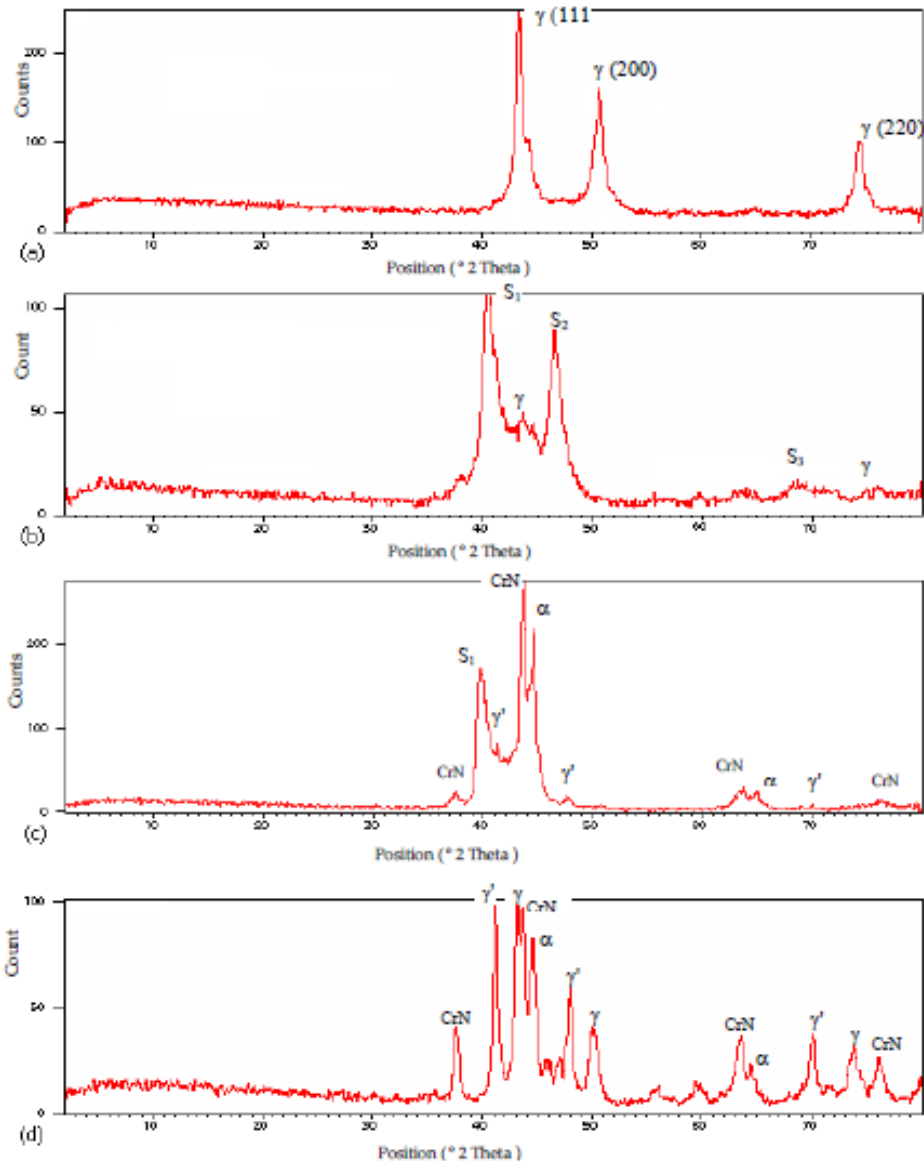 γ (111
200
γ (200)
Counts
100
γ (220)
0
10 20 30 40 50 60 70
(a)
Position ( ° 2 Theta )
100
S₁
S₂
Count
50
γ
S₃
γ
0
10 20 30 40 50 60 70
(b)
Position ( ° 2 Theta )
CrN
α
200
S₁
Counts
γ'
100
CrN
γ'
CrN
α
γ'
CrN
0
10 20 30 40 50 60 70
(c)
Position ( ° 2 Theta )
100
γ'
γ
CrN
α
Count
γ'
50
CrN
γ
CrN
α
γ'
γ
CrN
0
10 20 30 40 50 60 70
(d)
Position ( ° 2 Theta )